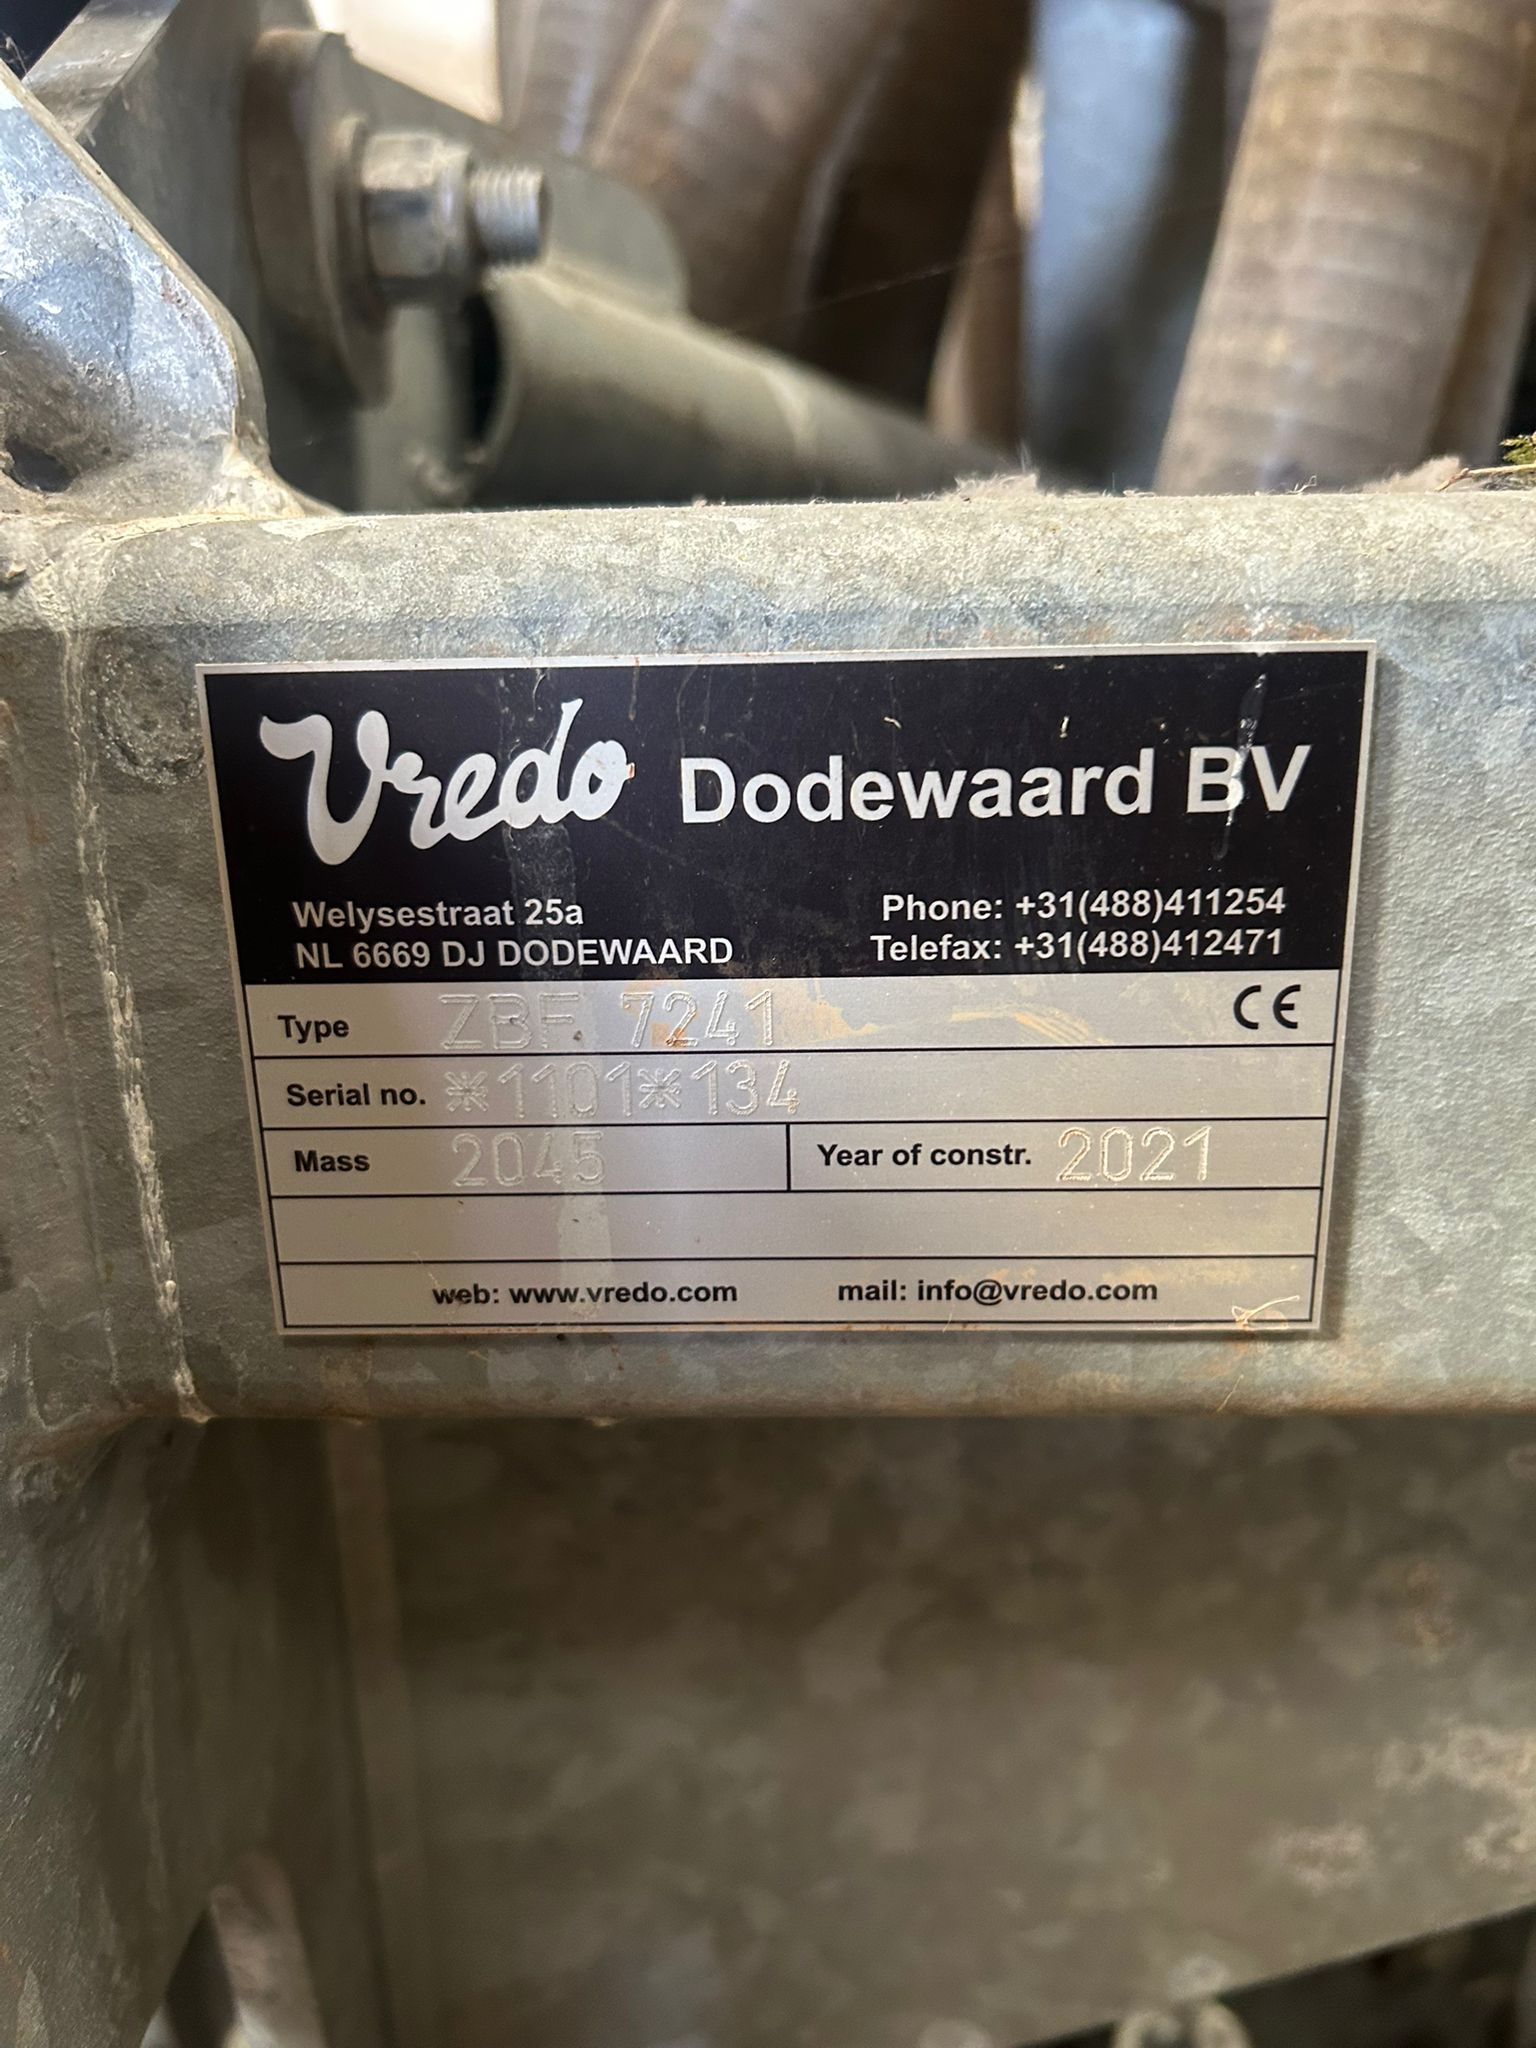 Vredo Dodewaard BV
Welysestraat 25a Phone: +31(488)411254
NL 6669 DJ DODEWAARD Telefax: +31(488)412471
Type ZBF 7241 CE
Serial no. *1101*134
Mass 2045 Year of constr. 2021
web: www.vredo.com mail: info@vredo.com